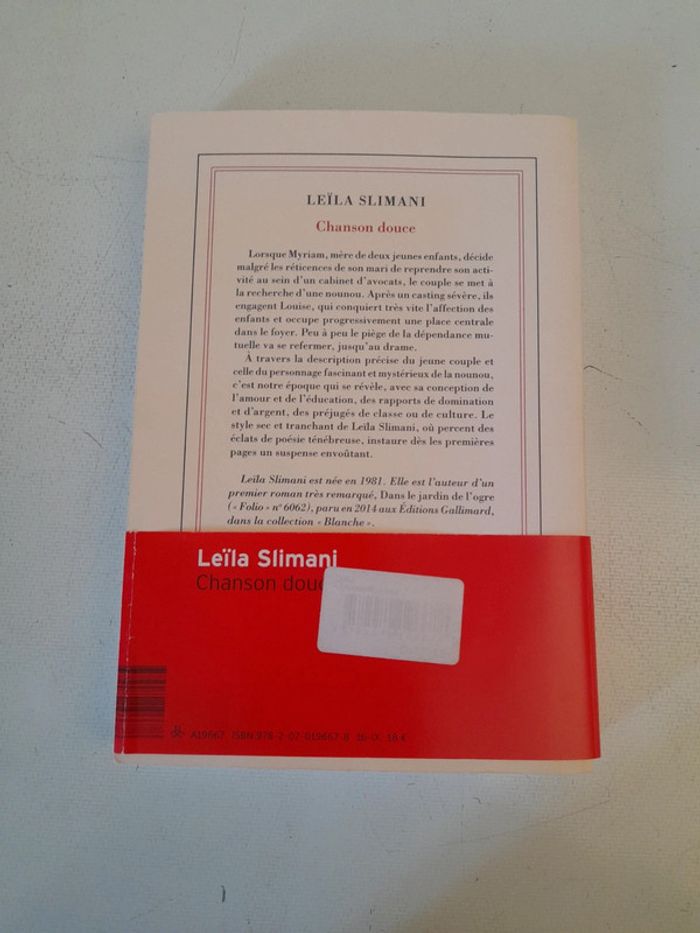 LEÏLA SLIMANI
Chanson douce
Lorsque Myriam, mère de deux jeunes enfants, décide
malgré les réticences de son mari de reprendre son acti-
vité au sein d'un cabinet d'avocats, le couple se met à
la recherche d'une nounou. Après un casting sévère, ils
engagent Louise, qui conquiert très vite l'affection des
enfants et occupe progressivement une place centrale
dans le foyer. Peu à peu le piège de la dépendance mu-
tuelle va se refermer, jusqu'au drame.
À travers la description précise du jeune couple et
celle du personnage fascinant et mystérieux de la nounou,
c'est notre époque qui se révèle, avec sa conception de
l'amour et de l'éducation, des rapports de domination
et d'argent, des préjugés de classe ou de culture. Le
style sec et tranchant de Leïla Slimani, où percent des
éclats de poésie ténébreuse, instaure dès les premières
pages un suspense envoûtant.
Leïla Slimani est née en 1981. Elle est l'auteur d'un
premier roman très remarqué, Dans le jardin de l'ogre
(« Folio » n° 6062), paru en 2014 aux Éditions Gallimard,
dans la collection « Blanche ».
Leïla Slimani
Chanson douc
A19667 ISBN 978-2-07-019667-8 16-IX 18 €